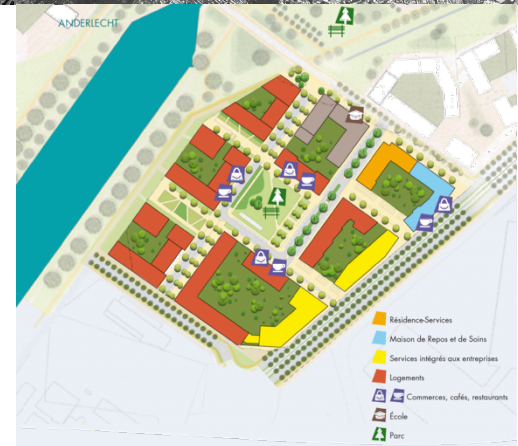 ANDERLECHT
Résidence-Services
Maison de Repos et de Soins
Services intégrés aux entreprises
Logements
Commerces, cafés, restaurants
École
Parc